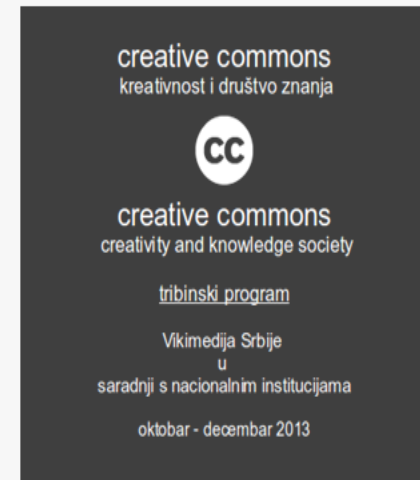 creative commons
kreativnost i društvo znanja
cc
creative commons
creativity and knowledge society
tribinski program
Vikimedija Srbije
u
saradnji s nacionalnim institucijama
oktobar - decembar 2013